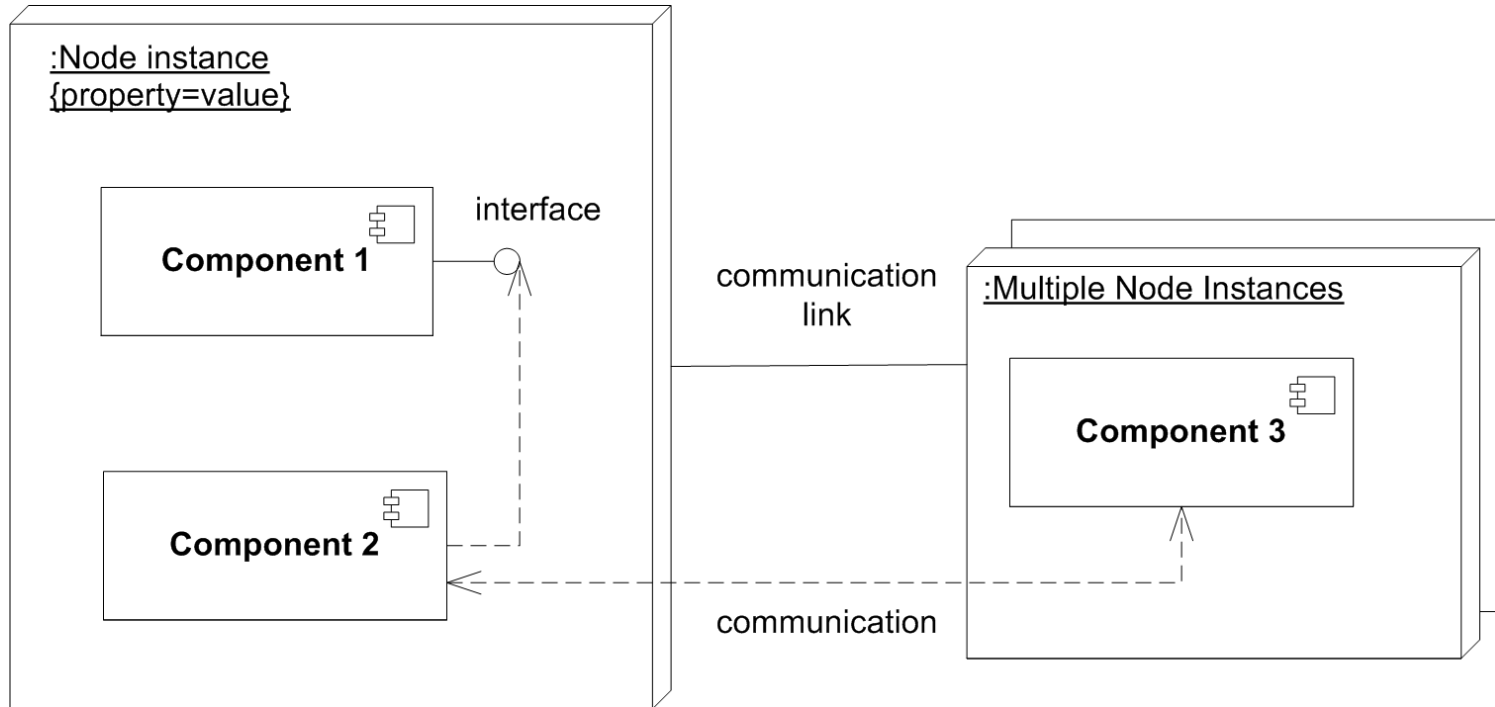 :Node instance
{property=value}
Component 1
interface
Component 2
communication
link
communication
:Multiple Node Instances
Component 3